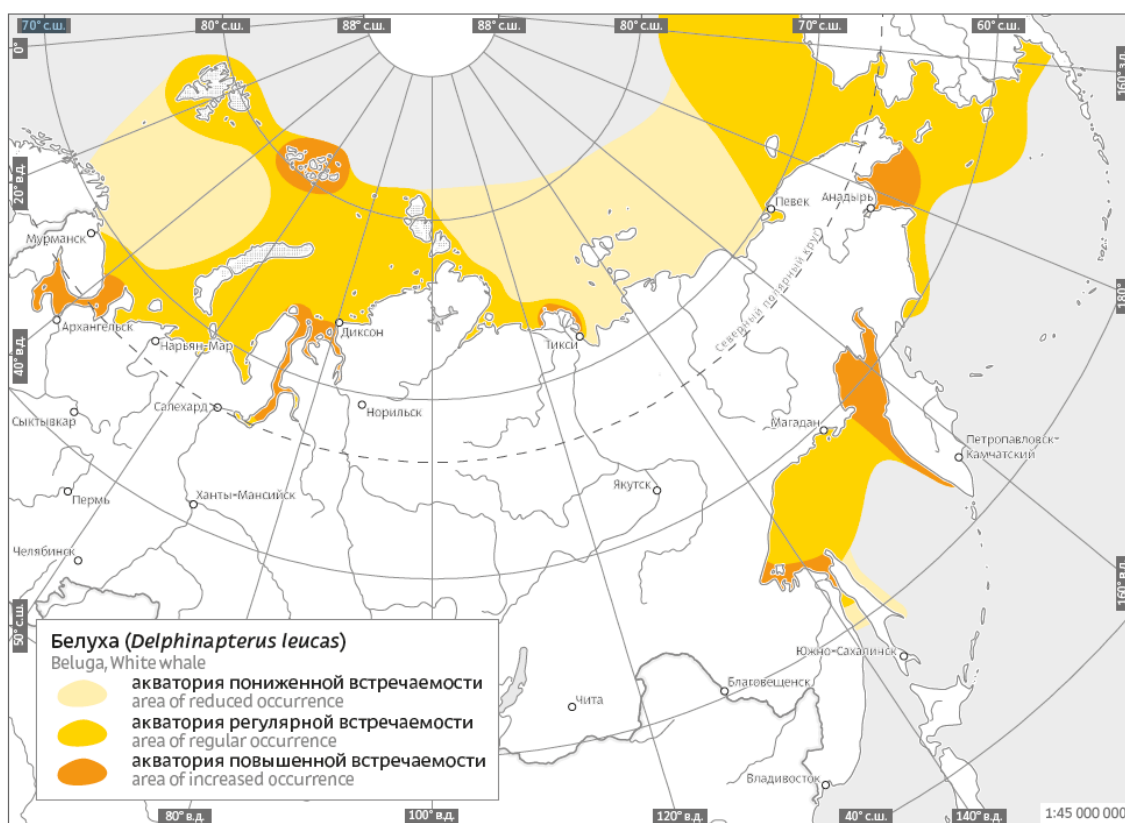 70° с.ш.
80° с.ш.
88° с.ш.
88° с.ш.
80° с.ш.
70° с.ш.
60° с.ш.
0°
160° з.д.
20° в.д.
Мурманск
Певек
Анадырь
Северный полярный круг
180°
Архангельск
Диксон
Тикси
Нарьян-Мар
40° в.д.
Салехард
Норильск
Сыктывкар
Магадан
Петропавловск-
Камчатский
Якутск
Пермь
Ханты-Мансийск
Челябинск
160° в.д.
50° с.ш.
Белуха (Delphinapterus leucas)
Beluga, White whale
акватория пониженной встречаемости
area of reduced occurrence
акватория регулярной встречаемости
area of regular occurrence
акватория повышенной встречаемости
area of increased occurrence
Южно-Сахалинск
Благовещенск
Чита
Владивосток
80° в.д.
100° в.д.
120° в.д.
40° с.ш.
140° в.д.
1:45 000 000